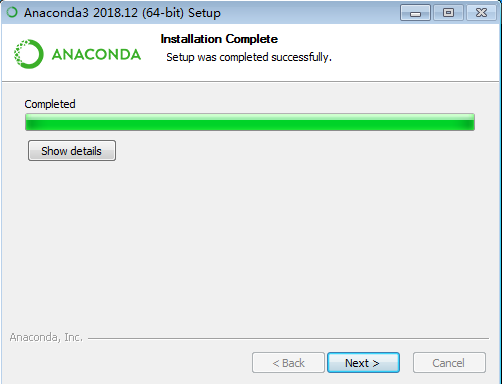 Anaconda3 2018.12 (64-bit) Setup
ANACONDA
Installation Complete
Setup was completed successfully.
Completed
Show details
Anaconda, Inc.
< Back
Next >
Cancel